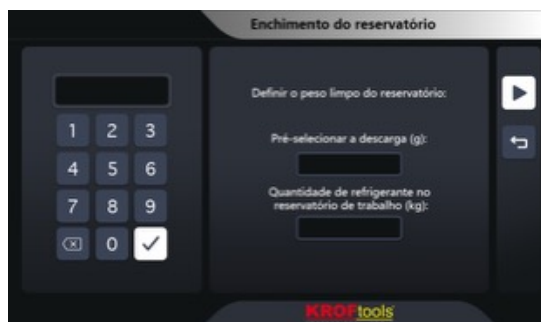 Enchimento do reservatório
1 2 3
4 5 6
7 8 9
0
Definir o peso limpo do reservatório:
Pré-selecionar a descarga (g):
Quantidade de refrigerante no
reservatório de trabalho (kg):
KROFtools